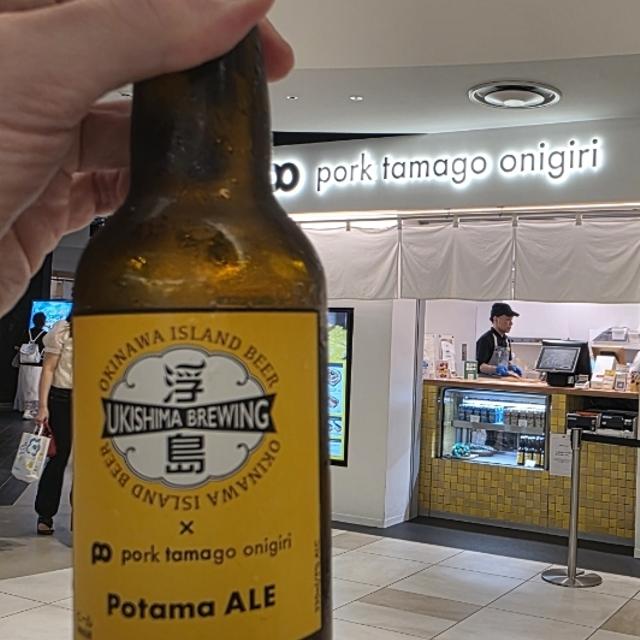 pork tamago onigiri
OKINAWA ISLAND BEER
浮
UKISHIMA BREWING
島
OKINAWA ISLAND BEER
×
pork tamago onigiri
Potama ALE